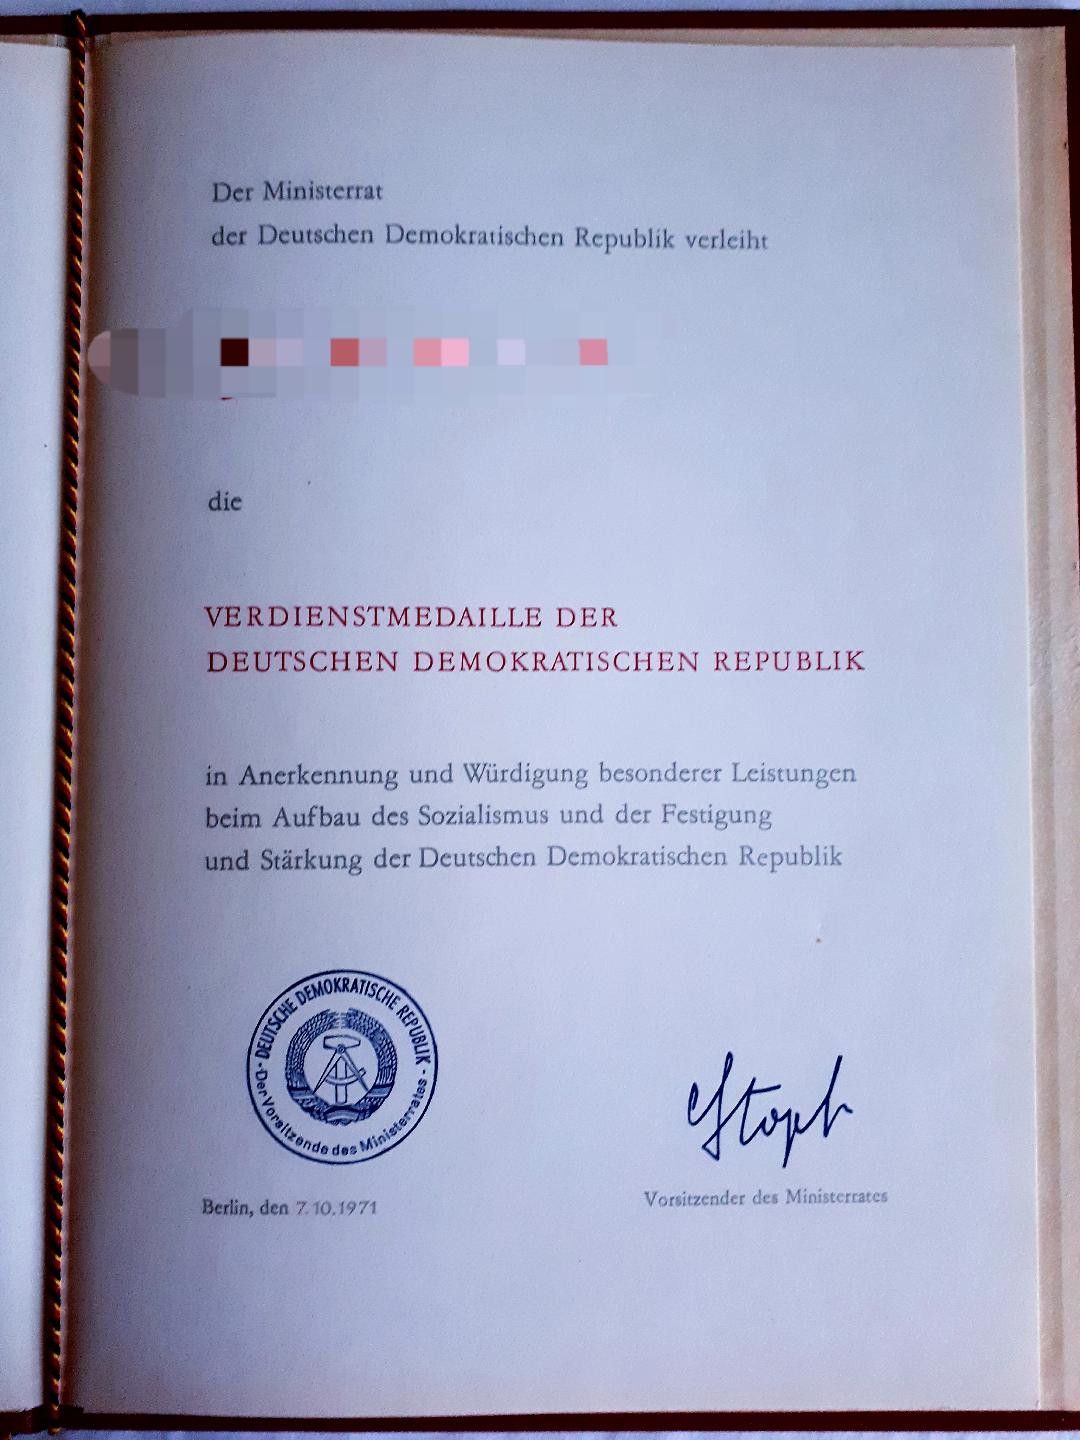 Der Ministerrat
der Deutschen Demokratischen Republik verleiht
die
VERDIENSTMEDAILLE DER
DEUTSCHEN DEMOKRATISCHEN REPUBLIK
in Anerkennung und Würdigung besonderer Leistungen
beim Aufbau des Sozialismus und der Festigung
und Stärkung der Deutschen Demokratischen Republik
DEUTSCHE DEMOKRATISCHE REPUBLIK
- Der Vorsitzende des Ministerrates -
Stoph
Berlin, den 7.10.1971
Vorsitzender des Ministerrates